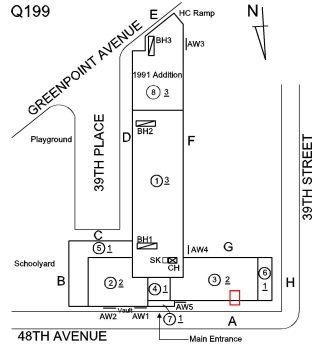 Q199
E
HC Ramp
N
GREENPOINT AVENUE
BH3
AW3
1991 Addition
8 3
39TH PLACE
Playground
D
BH2
F
39TH STREET
1 3
C
BH1
AW4
G
5 1
SK
CH
Schoolyard
B
2 2
4 1
3 2
6
1
H
Vault
AW2
AW1
AW5
7 1
A
48TH AVENUE
Main Entrance